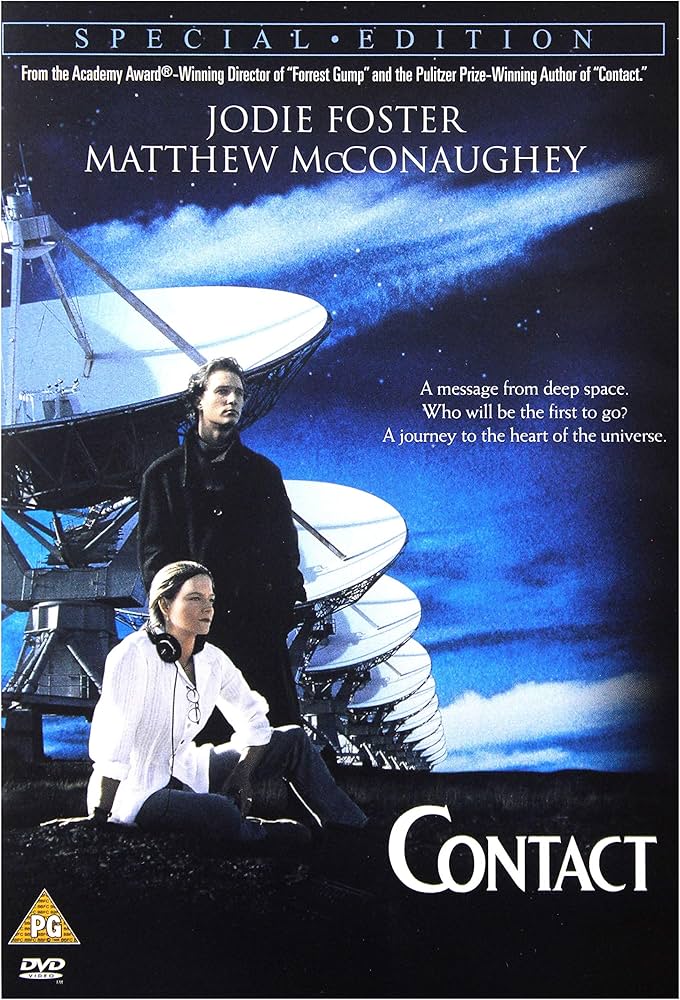 SPECIAL • EDITION
From the Academy Award®-Winning Director of "Forrest Gump" and the Pulitzer Prize-Winning Author of "Contact."
JODIE FOSTER
MATTHEW McCONAUGHEY
A message from deep space.
Who will be the first to go?
A journey to the heart of the universe.
CONTACT
PG
DVD
VIDEO
TM